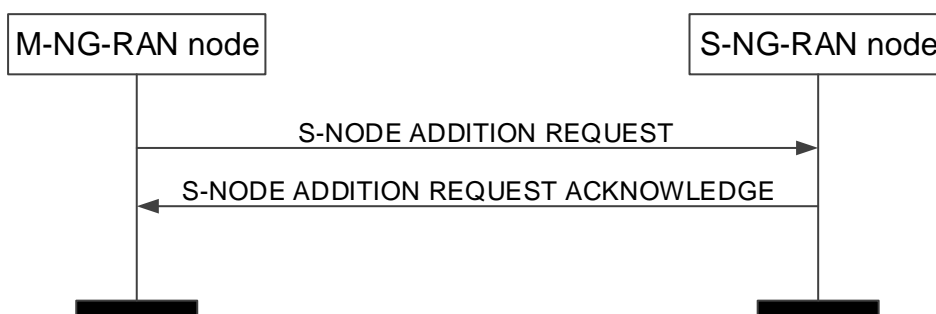 M-NG-RAN node
S-NG-RAN node
S-NODE ADDITION REQUEST
S-NODE ADDITION REQUEST ACKNOWLEDGE